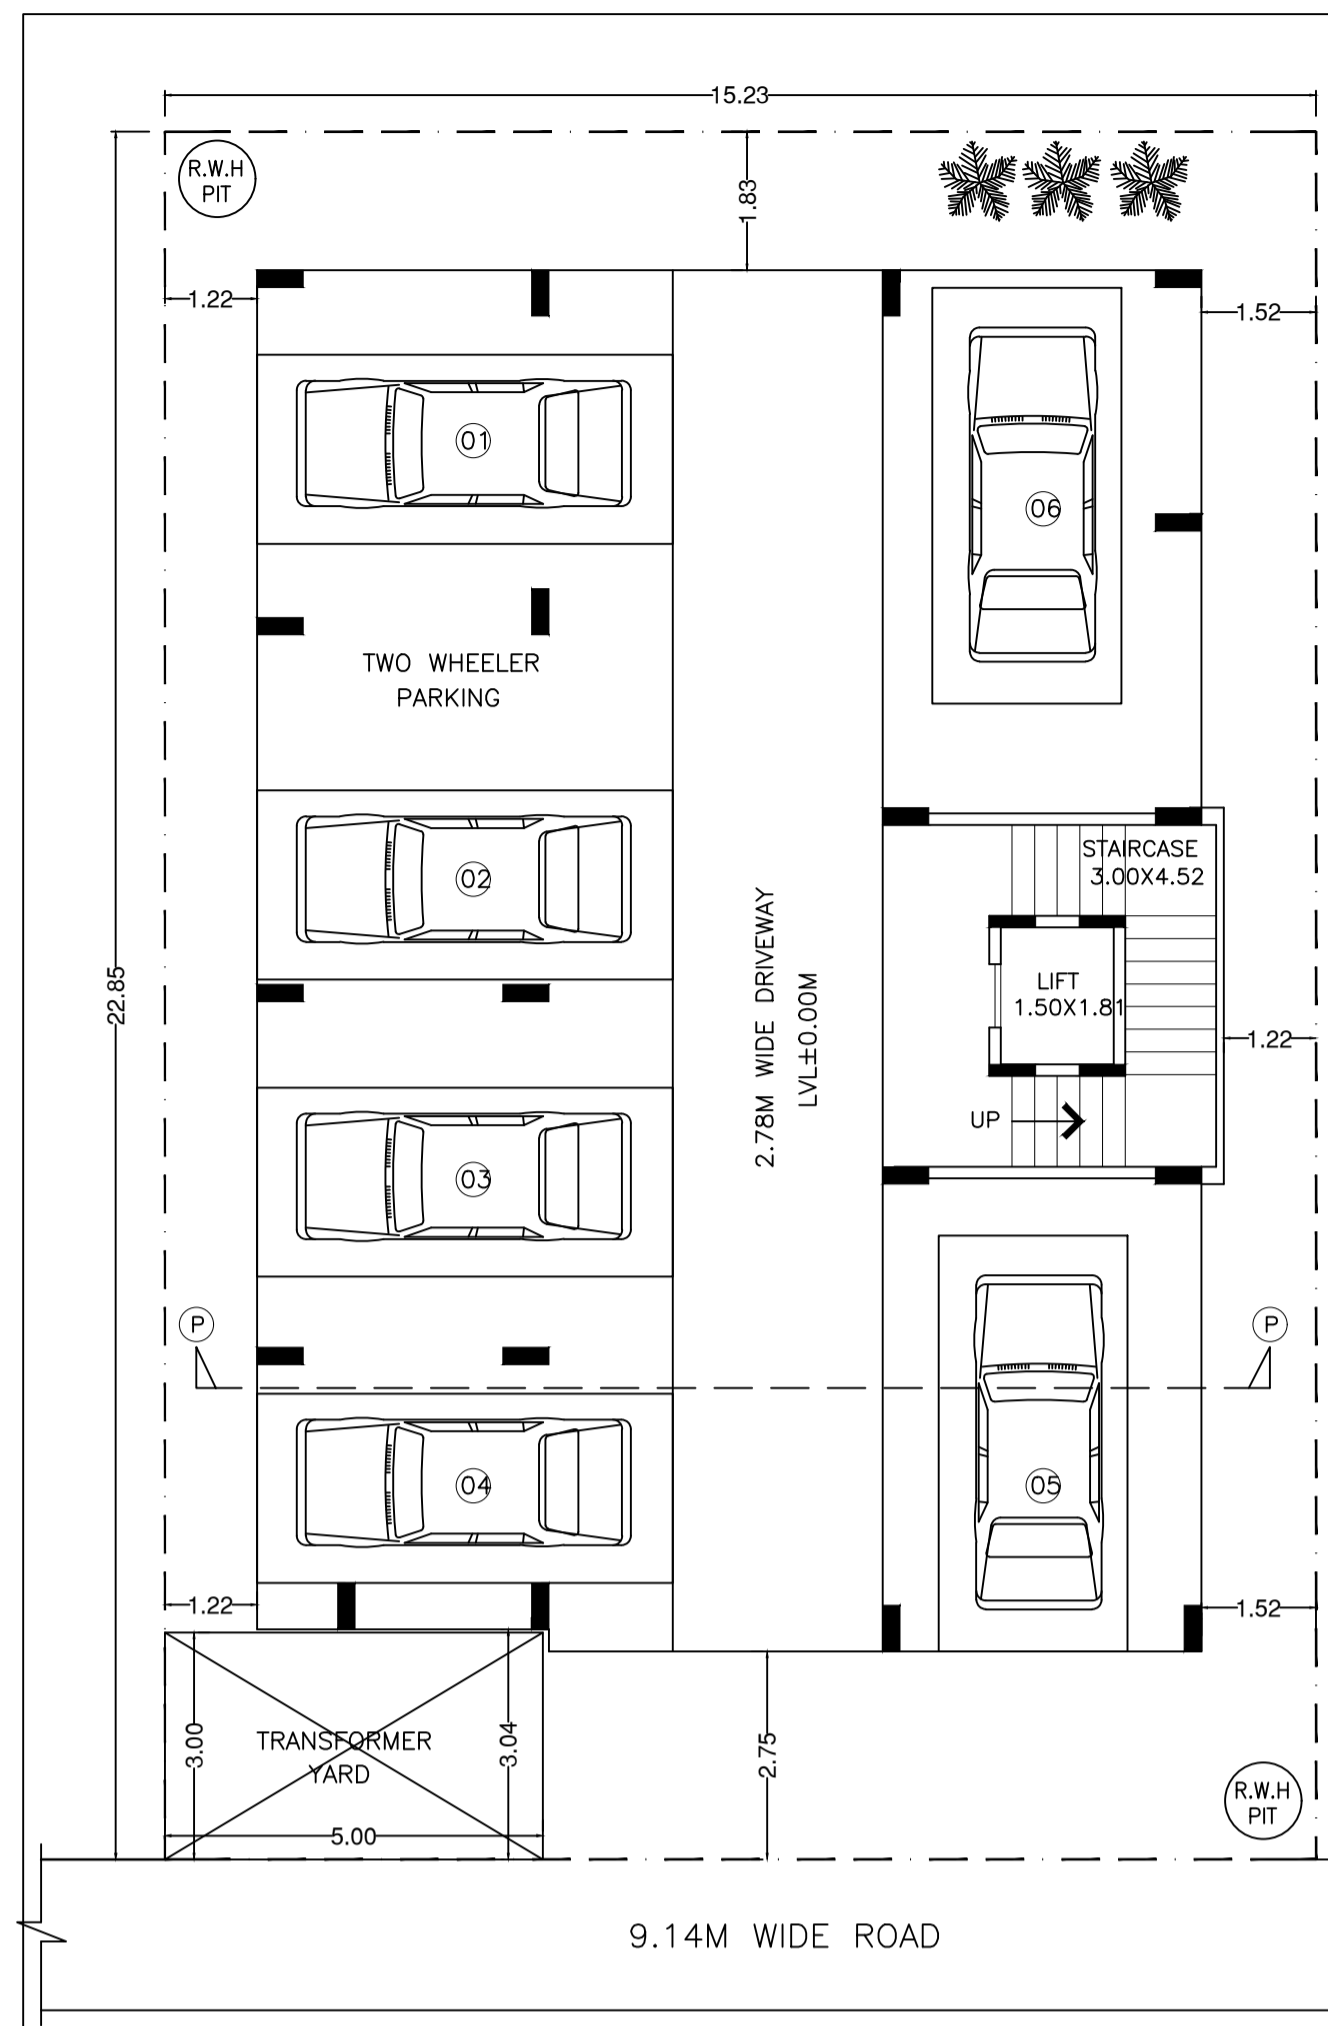 15.23
R.W.H
PIT
1.83
1.22
1.52
01
06
TWO WHEELER
PARKING
02
STAIRCASE
3.00X4.52
22.85
2.78M WIDE DRIVEWAY
LVL±0.00M
LIFT
1.50X1.81
1.22
UP
03
P
P
04
05
1.22
1.52
3.00
TRANSFORMER
YARD
3.04
2.75
5.00
R.W.H
PIT
9.14M WIDE ROAD